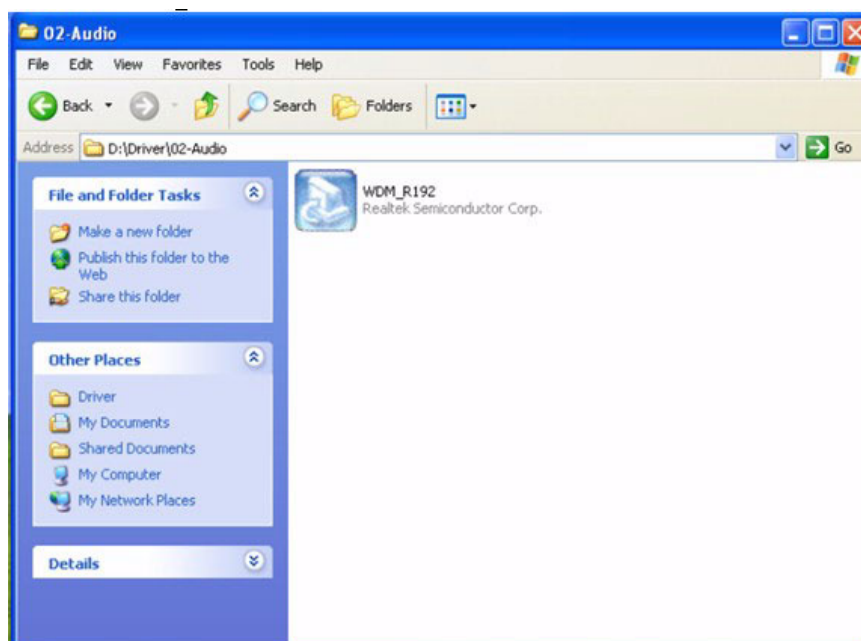 02-Audio
File Edit View Favorites Tools Help
Back Search Folders
Address D:\Driver\02-Audio Go
File and Folder Tasks
Make a new folder
Publish this folder to the
Web
Share this folder
Other Places
Driver
My Documents
Shared Documents
My Computer
My Network Places
Details
WDM_R192
Realtek Semiconductor Corp.